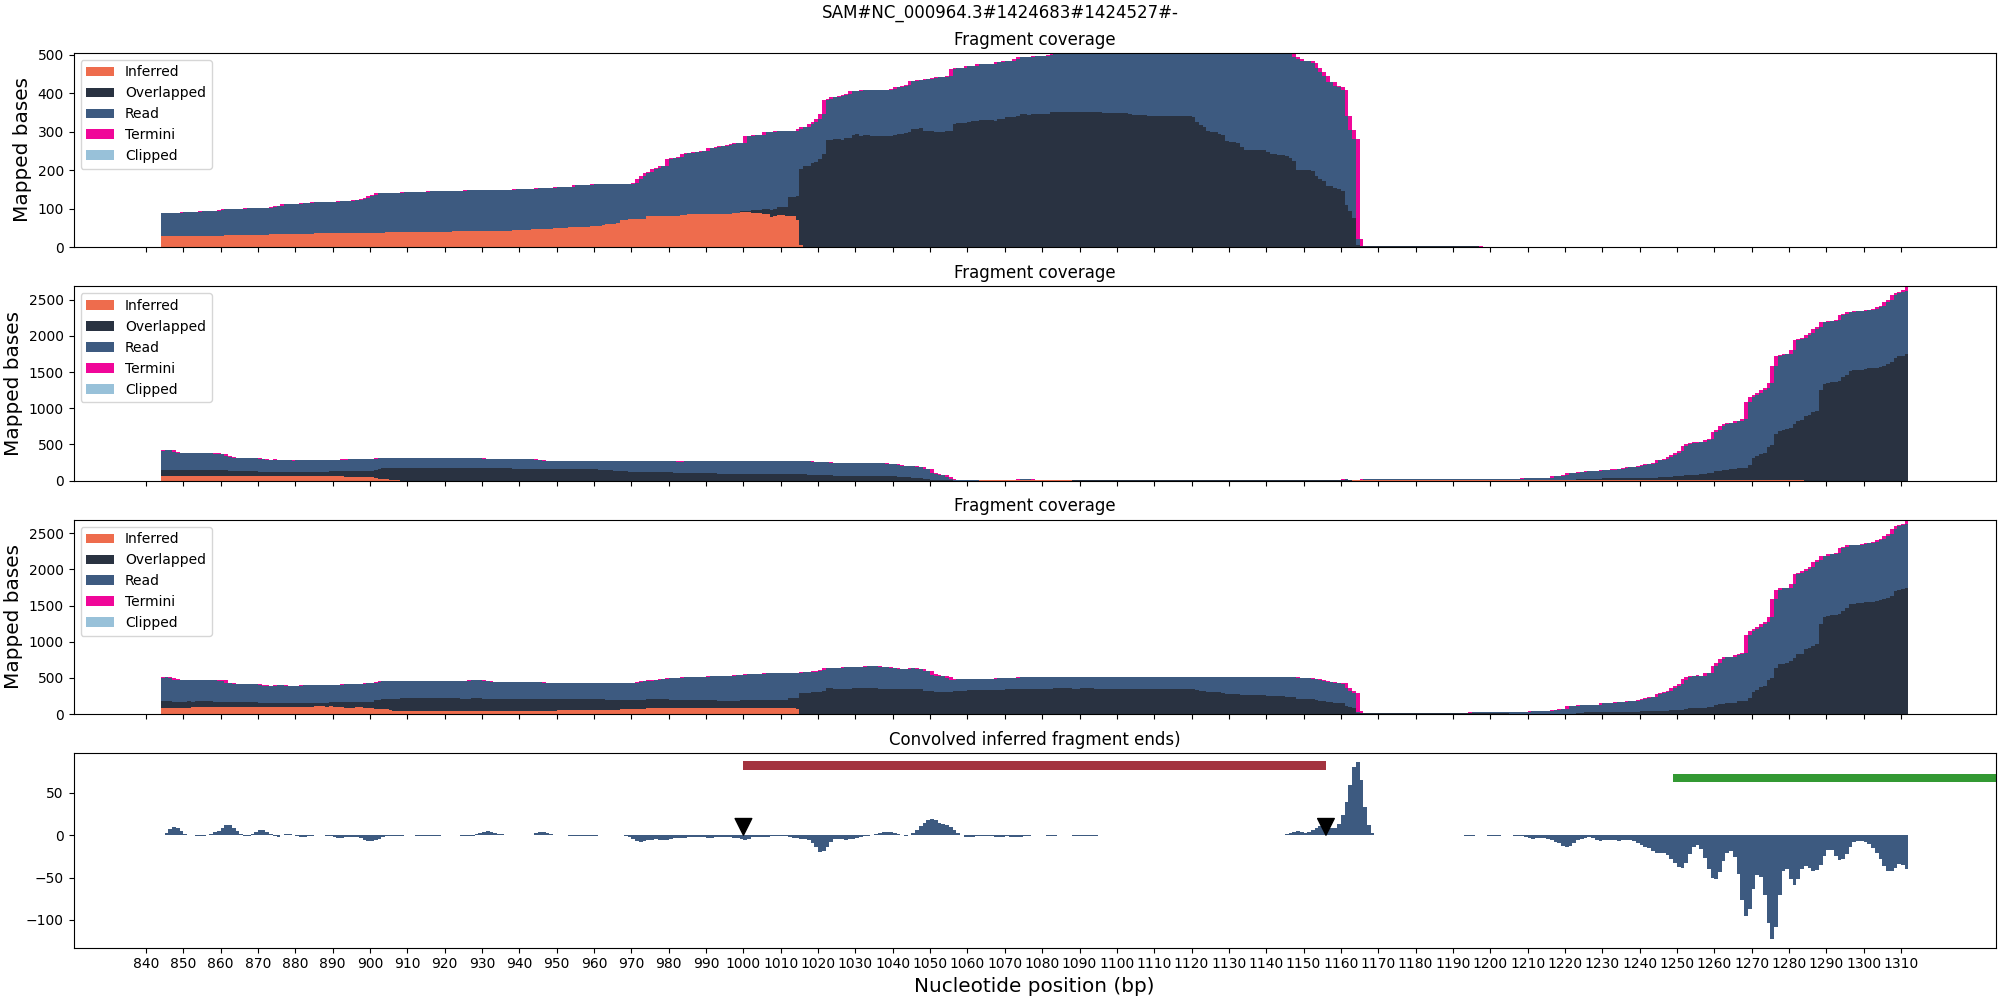 SAM#NC_000964.3#1424683#1424527#-
Fragment coverage
Mapped bases
500
400
300
200
100
0
Inferred
Overlapped
Read
Termini
Clipped
Fragment coverage
Mapped bases
2500
2000
1500
1000
500
0
Inferred
Overlapped
Read
Termini
Clipped
Fragment coverage
Mapped bases
2500
2000
1500
1000
500
0
Inferred
Overlapped
Read
Termini
Clipped
Convolved inferred fragment ends)
50
0
−50
−100
840 850 860 870 880 890 900 910 920 930 940 950 960 970 980 990 1000 1010 1020 1030 1040 1050 1060 1070 1080 1090 1100 1110 1120 1130 1140 1150 1160 1170 1180 1190 1200 1210 1220 1230 1240 1250 1260 1270 1280 1290 1300 1310
Nucleotide position (bp)